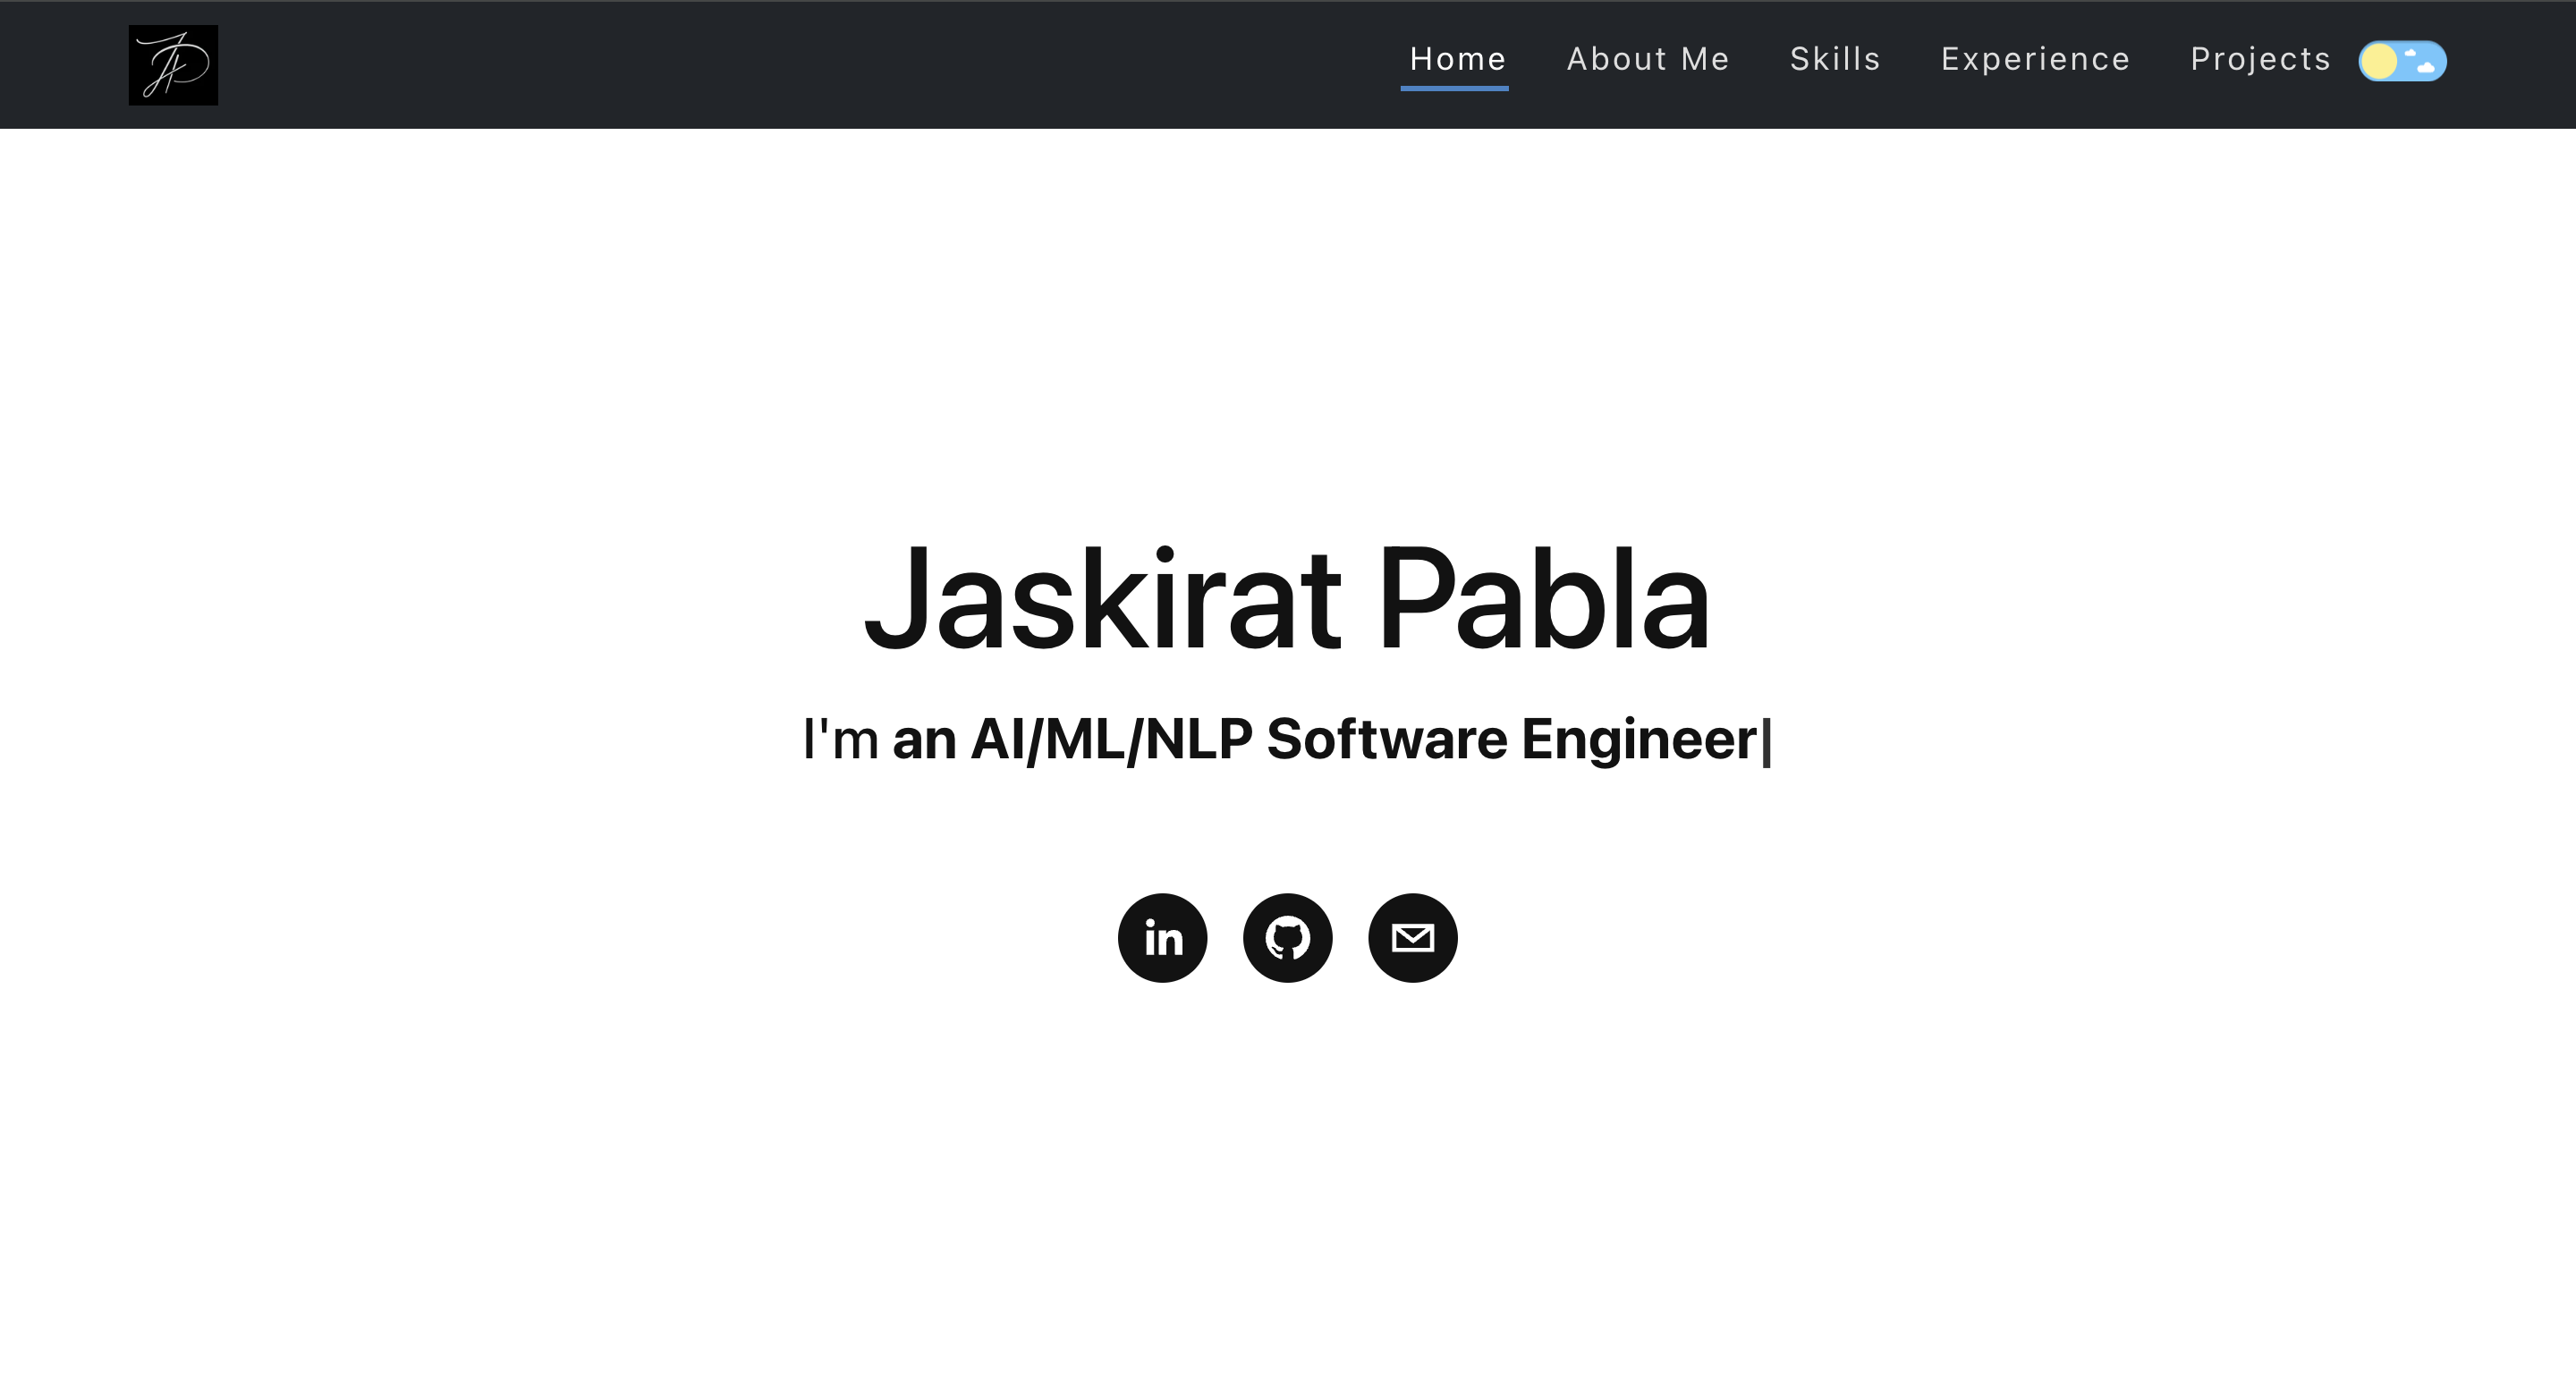 JP
Home About Me Skills Experience Projects
Jaskirat Pabla
I'm an AI/ML/NLP Software Engineer|
in